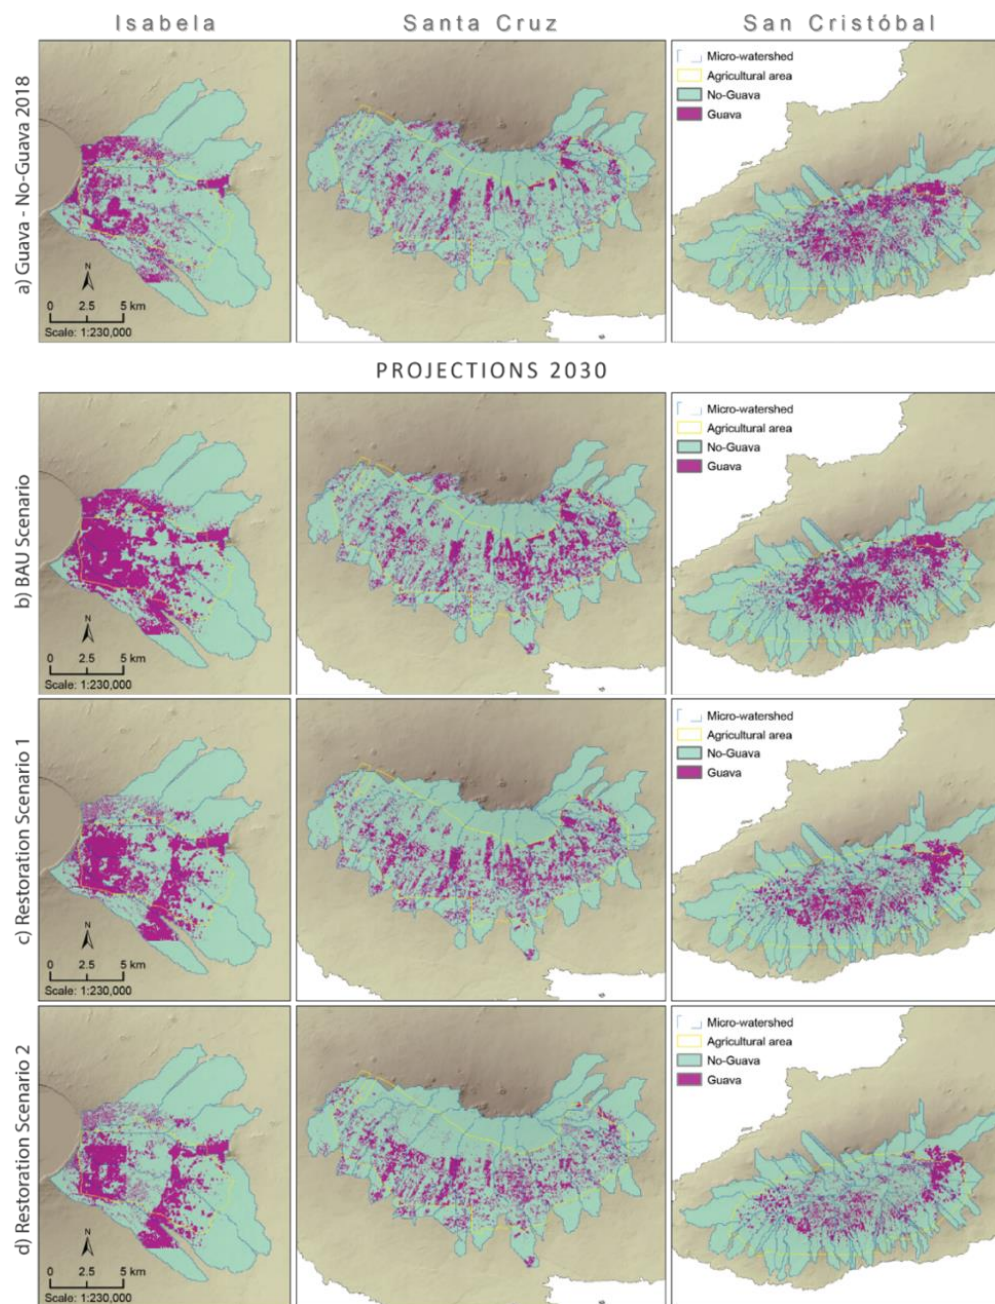 Isabela
Santa Cruz
San Cristóbal
a) Guava - No-Guava 2018
N
0 2.5 5 km
Scale: 1:230,000
Micro-watershed
Agricultural area
No-Guava
Guava
PROJECTIONS 2030
b) BAU Scenario
N
0 2.5 5 km
Scale: 1:230,000
Micro-watershed
Agricultural area
No-Guava
Guava
c) Restoration Scenario 1
N
0 2.5 5 km
Scale: 1:230,000
Micro-watershed
Agricultural area
No-Guava
Guava
d) Restoration Scenario 2
N
0 2.5 5 km
Scale: 1:230,000
Micro-watershed
Agricultural area
No-Guava
Guava